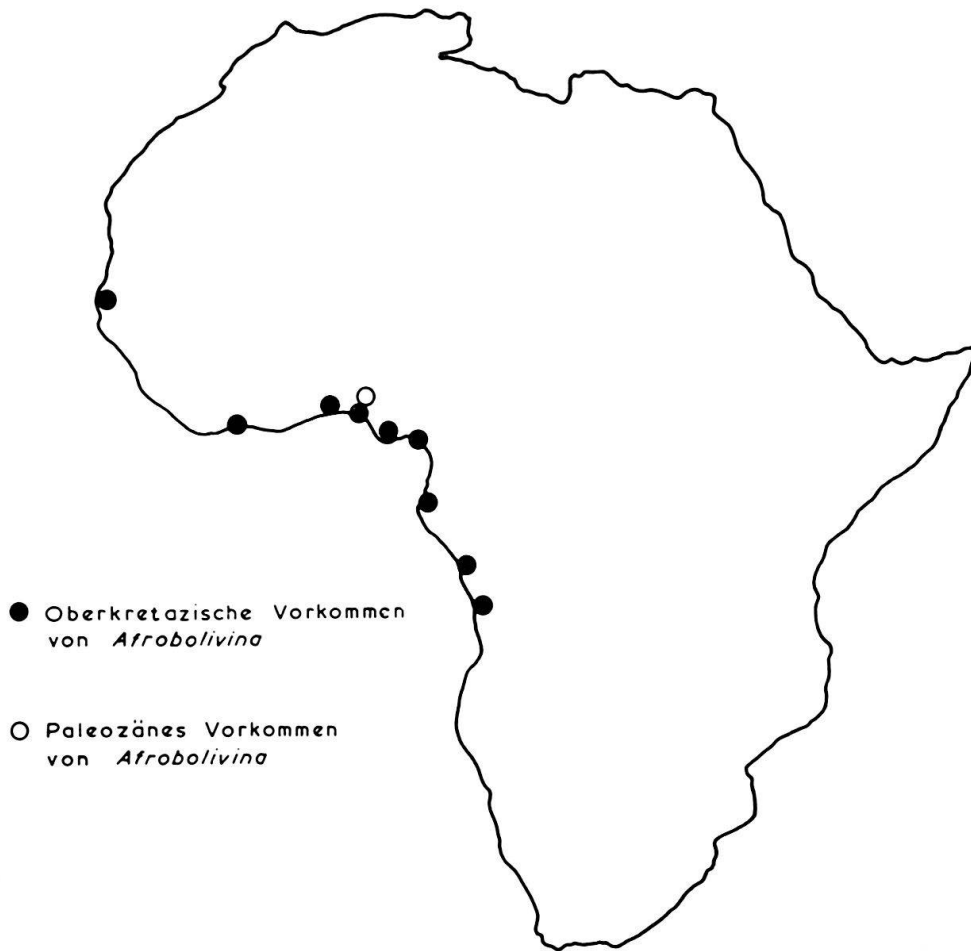 Oberkretazische Vorkommen
von Afrobolivina
Paleozänes Vorkommen
von Afrobolivina